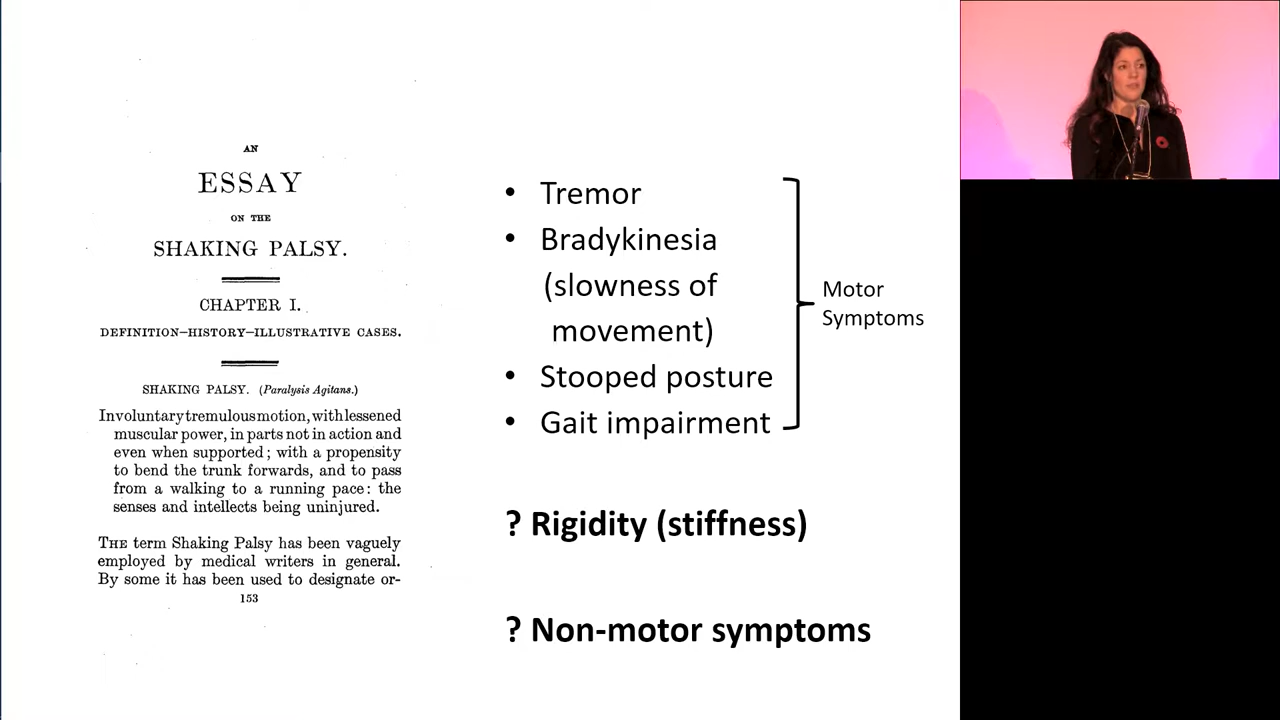 AN
ESSAY
ON THE
SHAKING PALSY.
CHAPTER I.
DEFINITION—HISTORY—ILLUSTRATIVE CASES.
SHAKING PALSY. (Paralysis Agitans.)
Involuntary tremulous motion, with lessened
muscular power, in parts not in action and
even when supported; with a propensity
to bend the trunk forwards, and to pass
from a walking to a running pace: the
senses and intellects being uninjured.
THE term Shaking Palsy has been vaguely
employed by medical writers in general.
By some it has been used to designate or-
153
• Tremor
• Bradykinesia
(slowness of
movement)
• Stooped posture
• Gait impairment
Motor
Symptoms
? Rigidity (stiffness)
? Non-motor symptoms